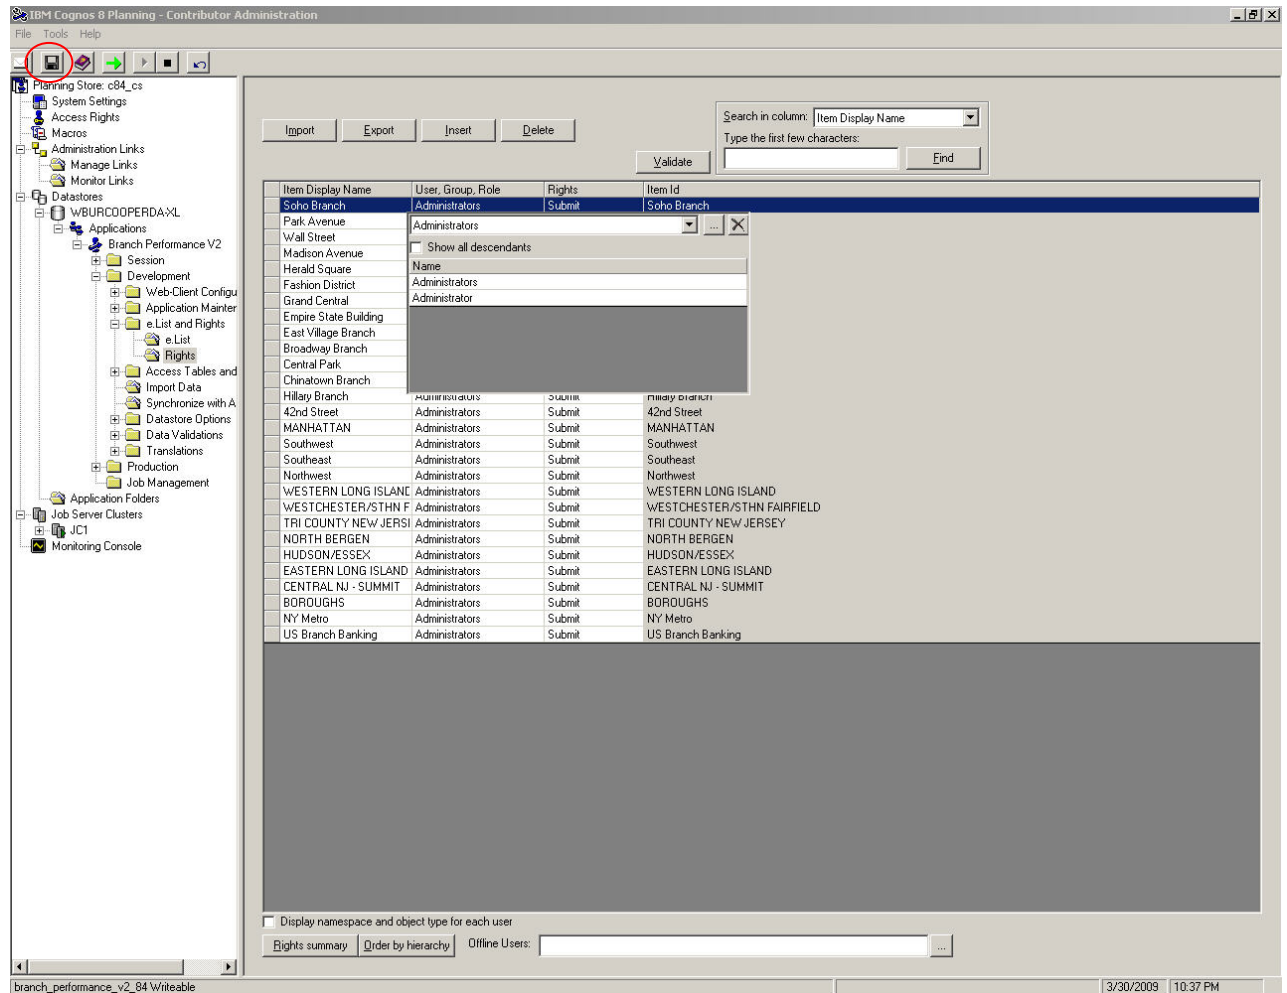 IBM Cognos 8 Planning - Contributor Administration
File Tools Help
Planning Store: c84_cs
System Settings
Access Rights
Macros
Administration Links
Manage Links
Monitor Links
Datastores
WBURCOOPERDA-XL
Applications
Branch Performance V2
Session
Development
Web-Client Configu
Application Mainter
e.List and Rights
e.List
Rights
Access Tables and
Import Data
Synchronize with A
Datastore Options
Data Validations
Translations
Production
Job Management
Application Folders
Job Server Clusters
JC1
Monitoring Console
Import Export Insert Delete
Validate
Search in column: Item Display Name
Type the first few characters:
Find
Item Display Name User, Group, Role Rights Item Id
Soho Branch Administrators Submit Soho Branch
Park Avenue
Wall Street
Madison Avenue
Herald Square
Fashion District
Grand Central
Empire State Building
East Village Branch
Broadway Branch
Central Park
Chinatown Branch
Administrators ...
Show all descendants
Name
Administrators
Administrator
Hillary Branch Administrators Submit Hillary Branch
42nd Street Administrators Submit 42nd Street
MANHATTAN Administrators Submit MANHATTAN
Southwest Administrators Submit Southwest
Southeast Administrators Submit Southeast
Northwest Administrators Submit Northwest
WESTERN LONG ISLAND Administrators Submit WESTERN LONG ISLAND
WESTCHESTER/STHN F Administrators Submit WESTCHESTER/STHN FAIRFIELD
TRI COUNTY NEW JERSI Administrators Submit TRI COUNTY NEW JERSEY
NORTH BERGEN Administrators Submit NORTH BERGEN
HUDSON/ESSEX Administrators Submit HUDSON/ESSEX
EASTERN LONG ISLAND Administrators Submit EASTERN LONG ISLAND
CENTRAL NJ - SUMMIT Administrators Submit CENTRAL NJ - SUMMIT
BOROUGHS Administrators Submit BOROUGHS
NY Metro Administrators Submit NY Metro
US Branch Banking Administrators Submit US Branch Banking
Display namespace and object type for each user
Rights summary Order by hierarchy Offline Users: ...
branch_performance_v2_84 Writeable 3/30/2009 10:37 PM